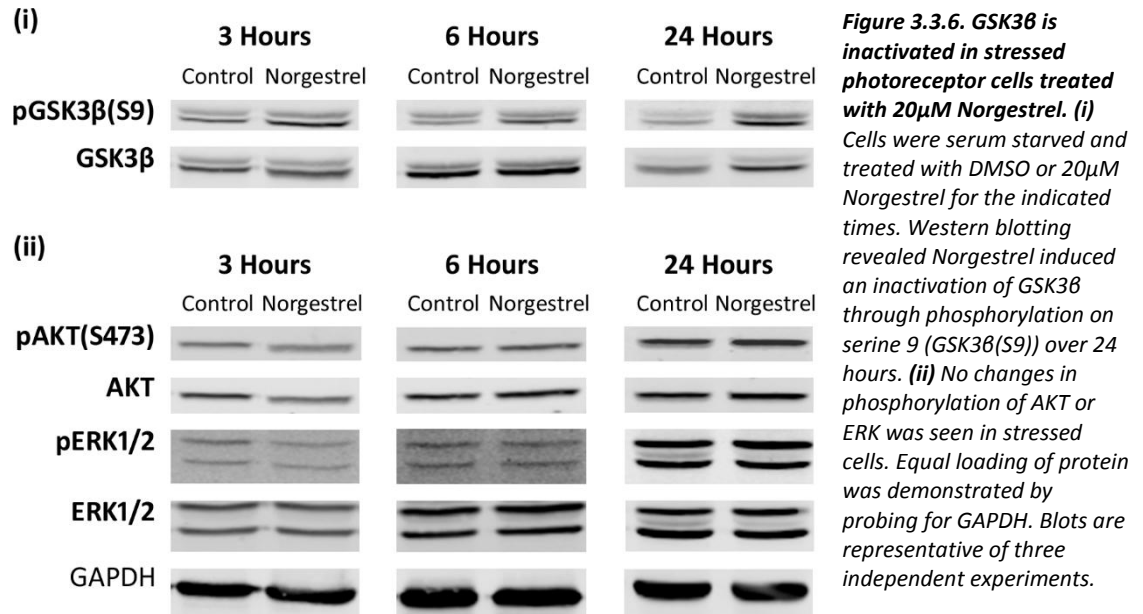 (i)
3 Hours 6 Hours 24 Hours
Control Norgestrel Control Norgestrel Control Norgestrel
pGSK3β(S9)
GSK3β
(ii)
3 Hours 6 Hours 24 Hours
Control Norgestrel Control Norgestrel Control Norgestrel
pAKT(S473)
AKT
pERK1/2
ERK1/2
GAPDH
Figure 3.3.6. GSK3β is
inactivated in stressed
photoreceptor cells treated
with 20μM Norgestrel. (i)
Cells were serum starved and
treated with DMSO or 20μM
Norgestrel for the indicated
times. Western blotting
revealed Norgestrel induced
an inactivation of GSK3β
through phosphorylation on
serine 9 (GSK3β(S9)) over 24
hours. (ii) No changes in
phosphorylation of AKT or
ERK was seen in stressed
cells. Equal loading of protein
was demonstrated by
probing for GAPDH. Blots are
representative of three
independent experiments.